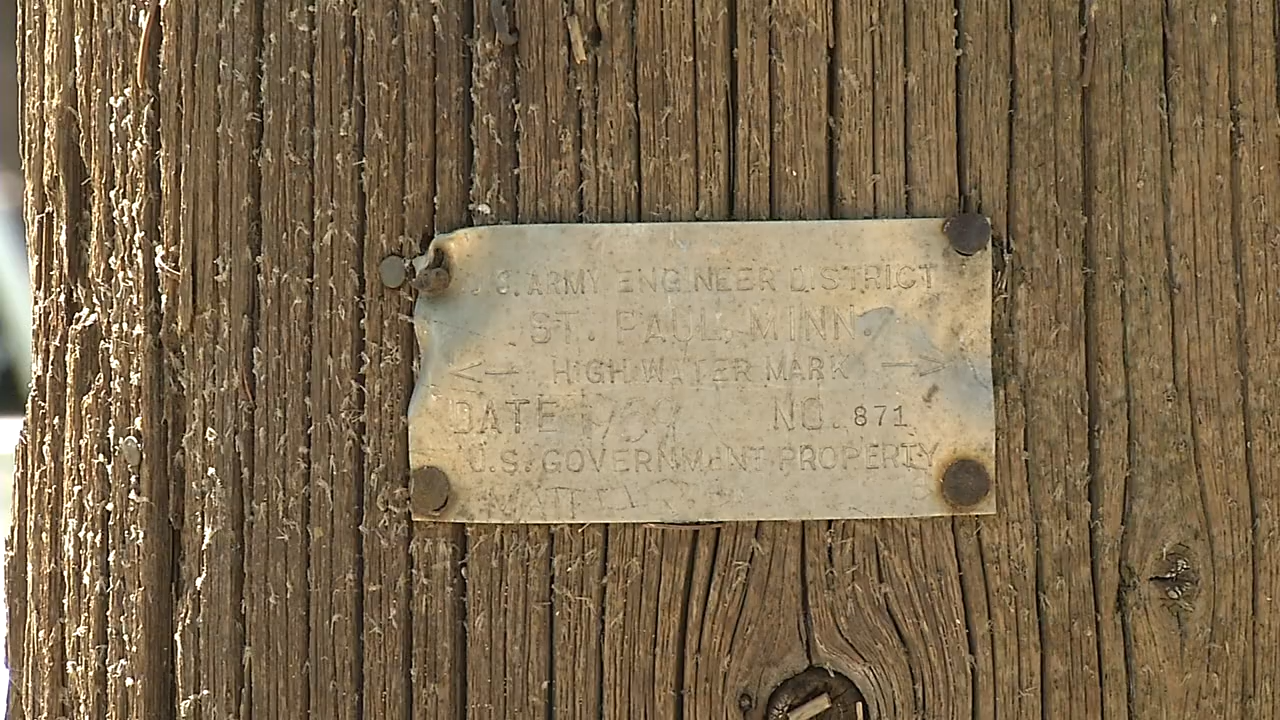 U.S. ARMY ENGINEER DISTRICT
ST. PAUL, MINN.
<— HIGH WATER MARK —>
DATE NO. 871
U.S. GOVERNMENT PROPERTY